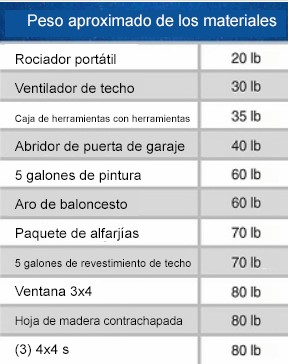 Peso aproximado de los materiales
Rociador portátil 20 lb
Ventilador de techo 30 lb
Caja de herramientas con herramientas 35 lb
Abridor de puerta de garaje 40 lb
5 galones de pintura 60 lb
Aro de baloncesto 60 lb
Paquete de alfarjías 70 lb
5 galones de revestimiento de techo 70 lb
Ventana 3x4 80 lb
Hoja de madera contrachapada 80 lb
(3) 4x4 s 80 lb